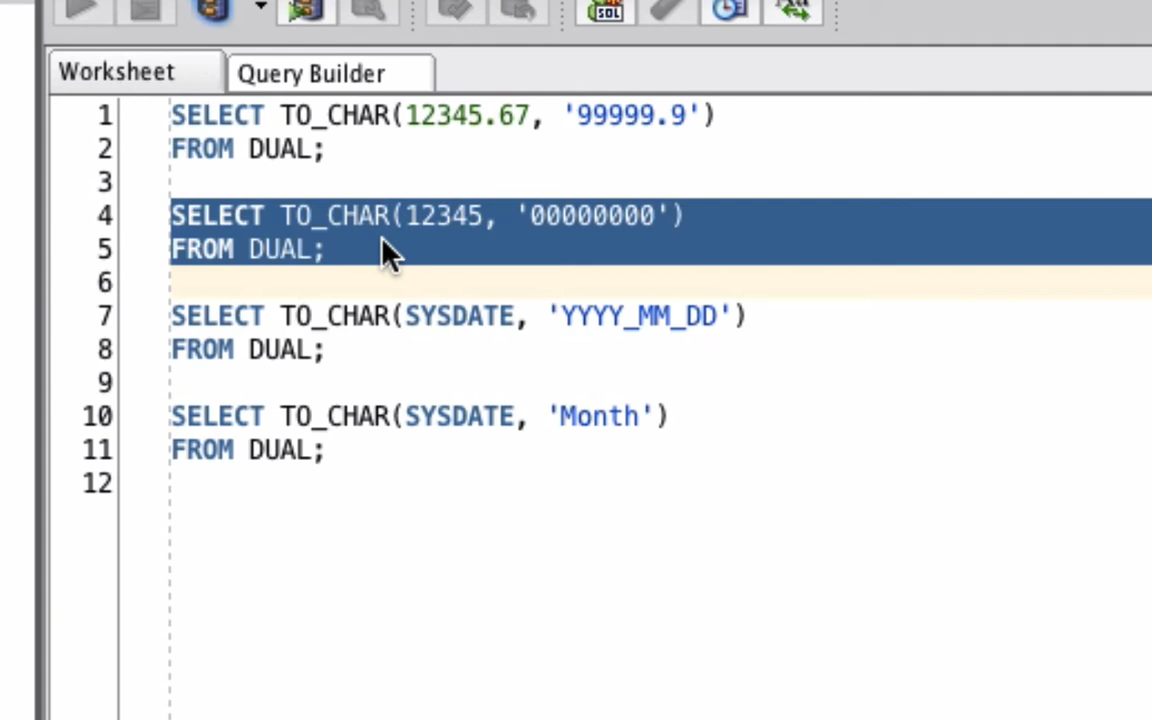 SQL
Worksheet
Query Builder
1 SELECT TO_CHAR(12345.67, '99999.9')
2 FROM DUAL;
3
4 SELECT TO_CHAR(12345, '00000000')
5 FROM DUAL;
6
7 SELECT TO_CHAR(SYSDATE, 'YYYY_MM_DD')
8 FROM DUAL;
9
10 SELECT TO_CHAR(SYSDATE, 'Month')
11 FROM DUAL;
12